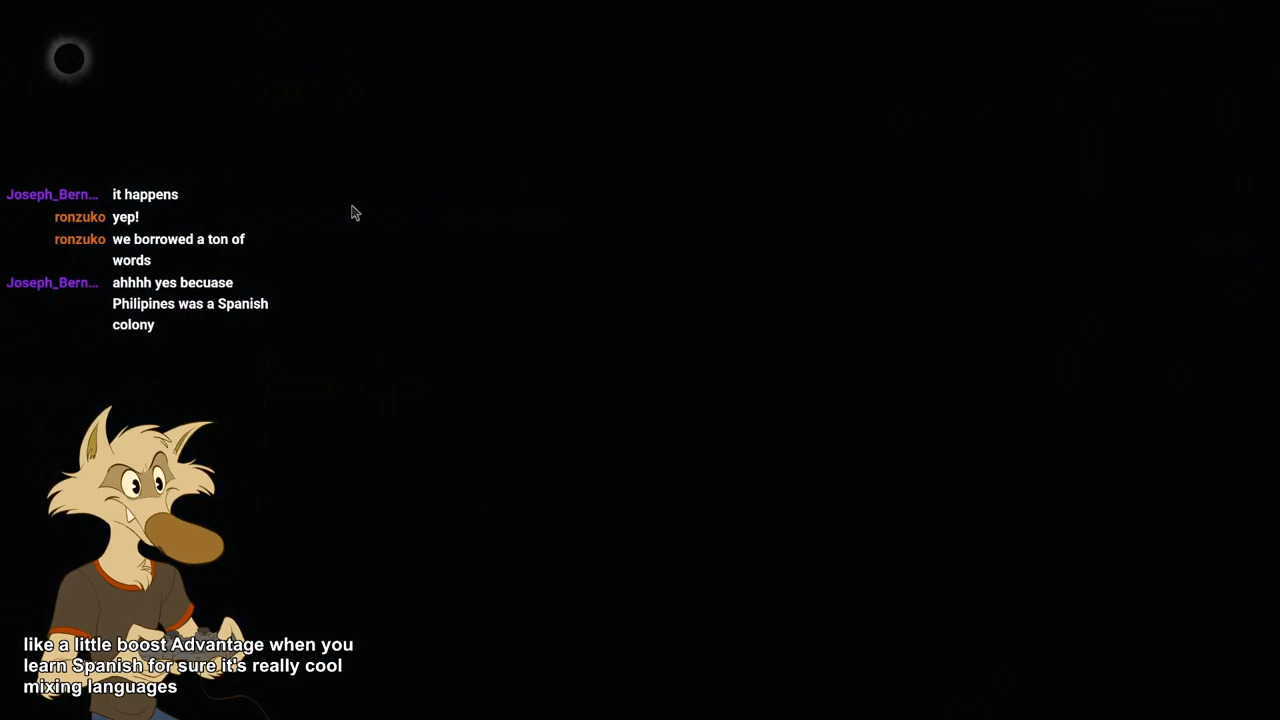 Joseph_Bern... it happens
ronzuko yep!
ronzuko we borrowed a ton of
words
Joseph_Bern... ahhhh yes becuase
Philipines was a Spanish
colony
like a little boost Advantage when you
learn Spanish for sure it's really cool
mixing languages